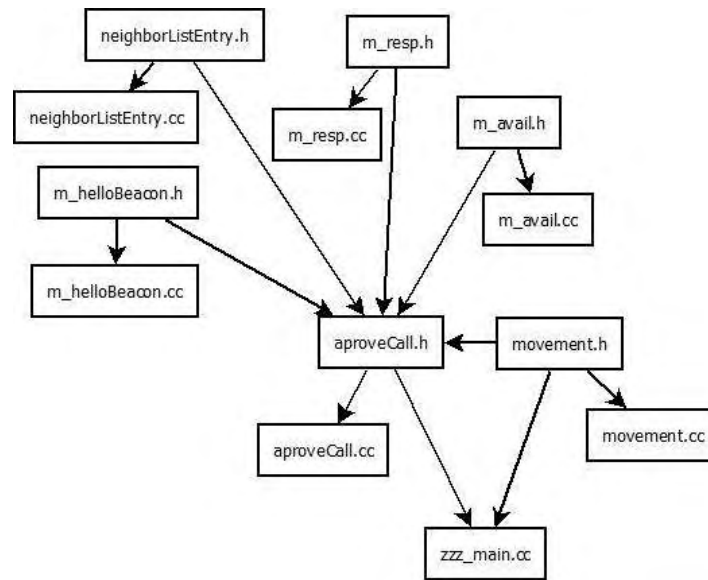 neighborListEntry.h
m_resp.h
neighborListEntry.cc
m_resp.cc
m_avail.h
m_helloBeacon.h
m_avail.cc
m_helloBeacon.cc
aproveCall.h
movement.h
aproveCall.cc
movement.cc
zzz_main.cc